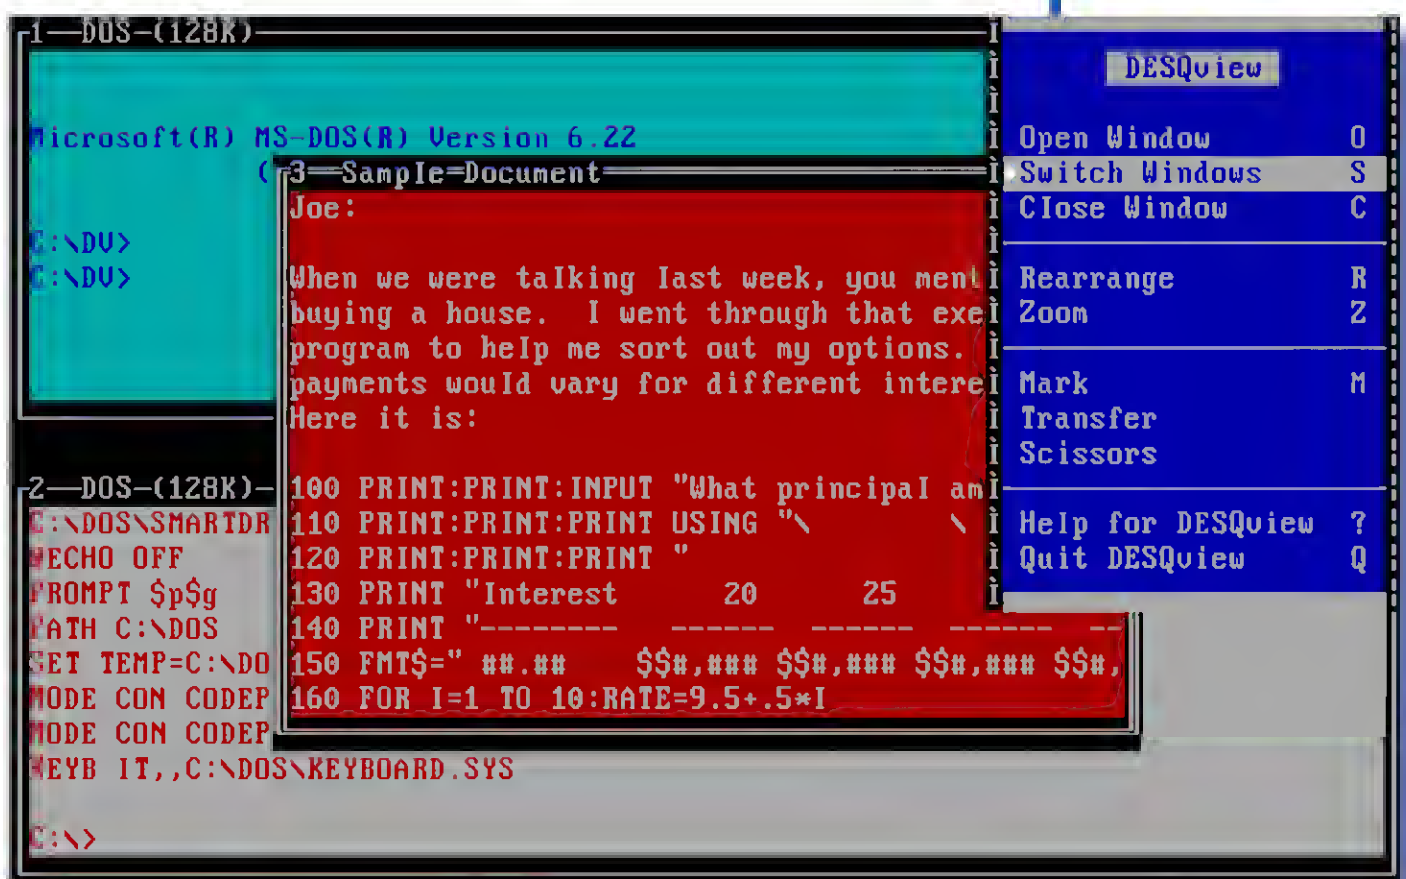 1—DOS—(128K)
Microsoft(R) MS-DOS(R) Version 6.22
(
C:\DV>
C:\DV>
3—Sample—Document
Joe:
When we were talking last week, you ment
buying a house.  I went through that exe
program to help me sort out my options.
payments would vary for different intere
Here it is:
100 PRINT:PRINT:INPUT "What principal am
110 PRINT:PRINT:PRINT USING "\          \
120 PRINT:PRINT:PRINT "
130 PRINT "Interest       20       25
140 PRINT "--------   ------  ------  ------  --
150 FMT$=" ##.##     $$#,### $$#,### $$#,### $$#,
160 FOR I=1 TO 10:RATE=9.5+.5*I
2—DOS—(128K)
C:\DOS\SMARTDR
@ECHO OFF
PROMPT $p$g
PATH C:\DOS
SET TEMP=C:\DO
MODE CON CODEP
MODE CON CODEP
KEYB IT,,C:\DOS\KEYBOARD.SYS
C:\>
DESQview
Open Window O
Switch Windows S
Close Window C
Rearrange R
Zoom Z
Mark M
Transfer
Scissors
Help for DESQview ?
Quit DESQview Q